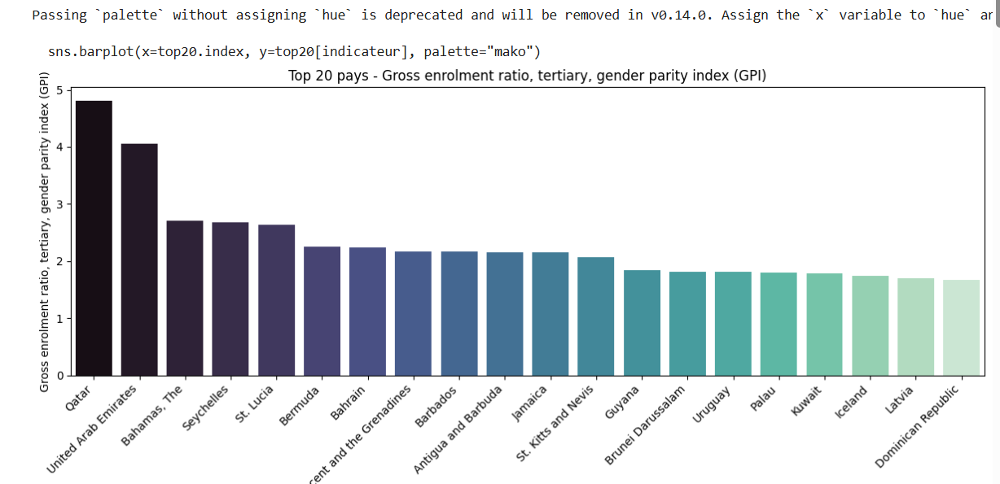 Passing `palette` without assigning `hue` is deprecated and will be removed in v0.14.0. Assign the `x` variable to `hue` ar
sns.barplot(x=top20.index, y=top20[indicateur], palette="mako")
Top 20 pays - Gross enrolment ratio, tertiary, gender parity index (GPI)
Gross enrolment ratio, tertiary, gender parity index (GPI)
5
4
3
2
1
0
Qatar
United Arab Emirates
Bahamas, The
Seychelles
St. Lucia
Bermuda
Bahrain
cent and the Grenadines
Barbados
Antigua and Barbuda
Jamaica
St. Kitts and Nevis
Guyana
Brunei Darussalam
Uruguay
Palau
Kuwait
Iceland
Latvia
Dominican Republic